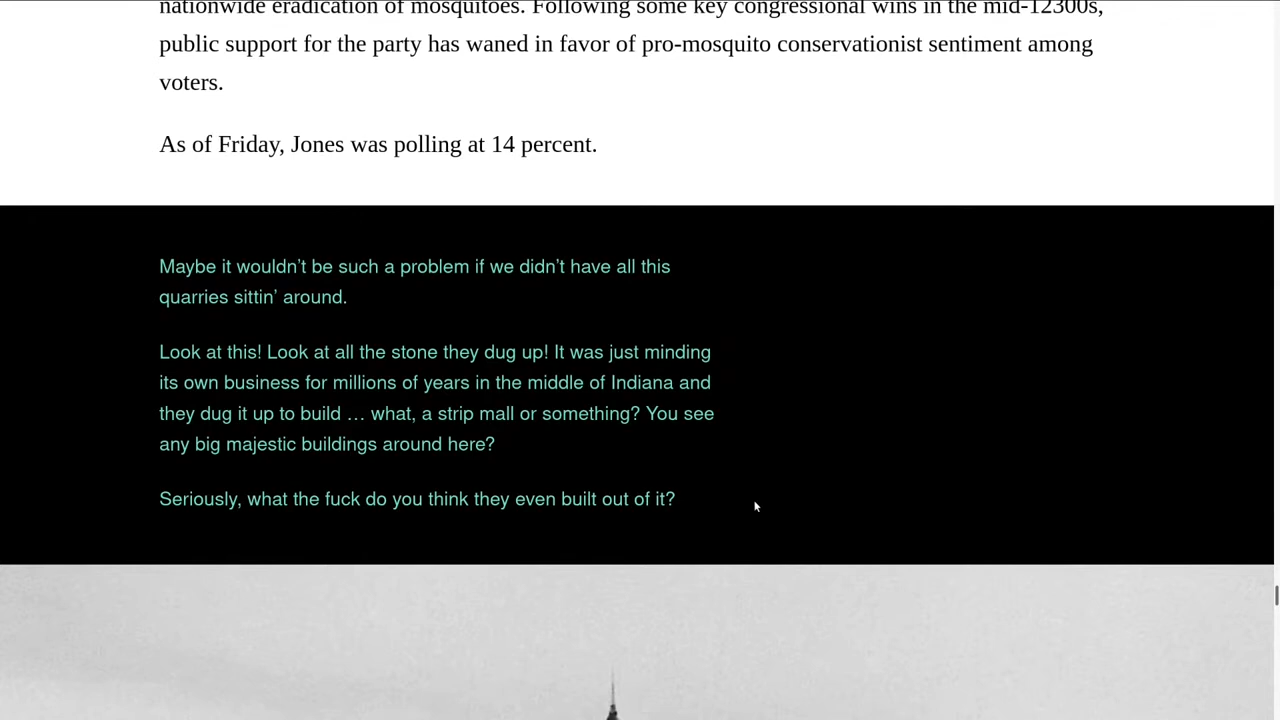 nationwide eradication of mosquitoes. Following some key congressional wins in the mid-12300s,
public support for the party has waned in favor of pro-mosquito conservationist sentiment among
voters.
As of Friday, Jones was polling at 14 percent.
Maybe it wouldn’t be such a problem if we didn’t have all this
quarries sittin’ around.
Look at this! Look at all the stone they dug up! It was just minding
its own business for millions of years in the middle of Indiana and
they dug it up to build … what, a strip mall or something? You see
any big majestic buildings around here?
Seriously, what the fuck do you think they even built out of it?